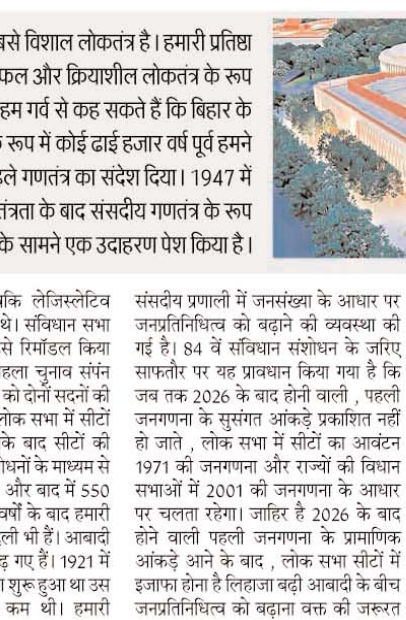 बसे विशाल लोकतंत्र है। हमारी प्रतिष्ठा
फल और क्रियाशील लोकतंत्र के रूप
हम गर्व से कह सकते हैं कि बिहार के
रूप में कोई ढाई हजार वर्ष पूर्व हमने
हले गणतंत्र का संदेश दिया। 1947 में
तंत्रता के बाद संसदीय गणतंत्र के रूप
के सामने एक उदाहरण पेश किया है।
कि लेजिस्लेटिव
थे। संविधान सभा
से रिमॉडल किया
हला चुनाव संपंन
को दोनों सदनों की
लोक सभा में सीटों
के बाद सीटों की
धनों के माध्यम से
और बाद में 550
वर्षों के बाद हमारी
ली भी हैं। आबादी
ढ़ गए हैं। 1921 में
शुरू हुआ था उस
कम थी। हमारी
संसदीय प्रणाली में जनसंख्या के आधार पर
जनप्रतिनिधित्व को बढ़ाने की व्यवस्था की
गई है। 84 वें संविधान संशोधन के जरिए
साफतौर पर यह प्रावधान किया गया है कि
जब तक 2026 के बाद होनी वाली , पहली
जनगणना के सुसंगत आंकड़े प्रकाशित नहीं
हो जाते , लोक सभा में सीटों का आवंटन
1971 की जनगणना और राज्यों की विधान
सभाओं में 2001 की जनगणना के आधार
पर चलता रहेगा। जाहिर है 2026 के बाद
होने वाली पहली जनगणना के प्रामाणिक
आंकड़े आने के बाद , लोक सभा सीटों में
इजाफा होना है लिहाजा बढ़ी आबादी के बीच
जनप्रतिनिधित्व को बढ़ाना वक्त की जरूरत